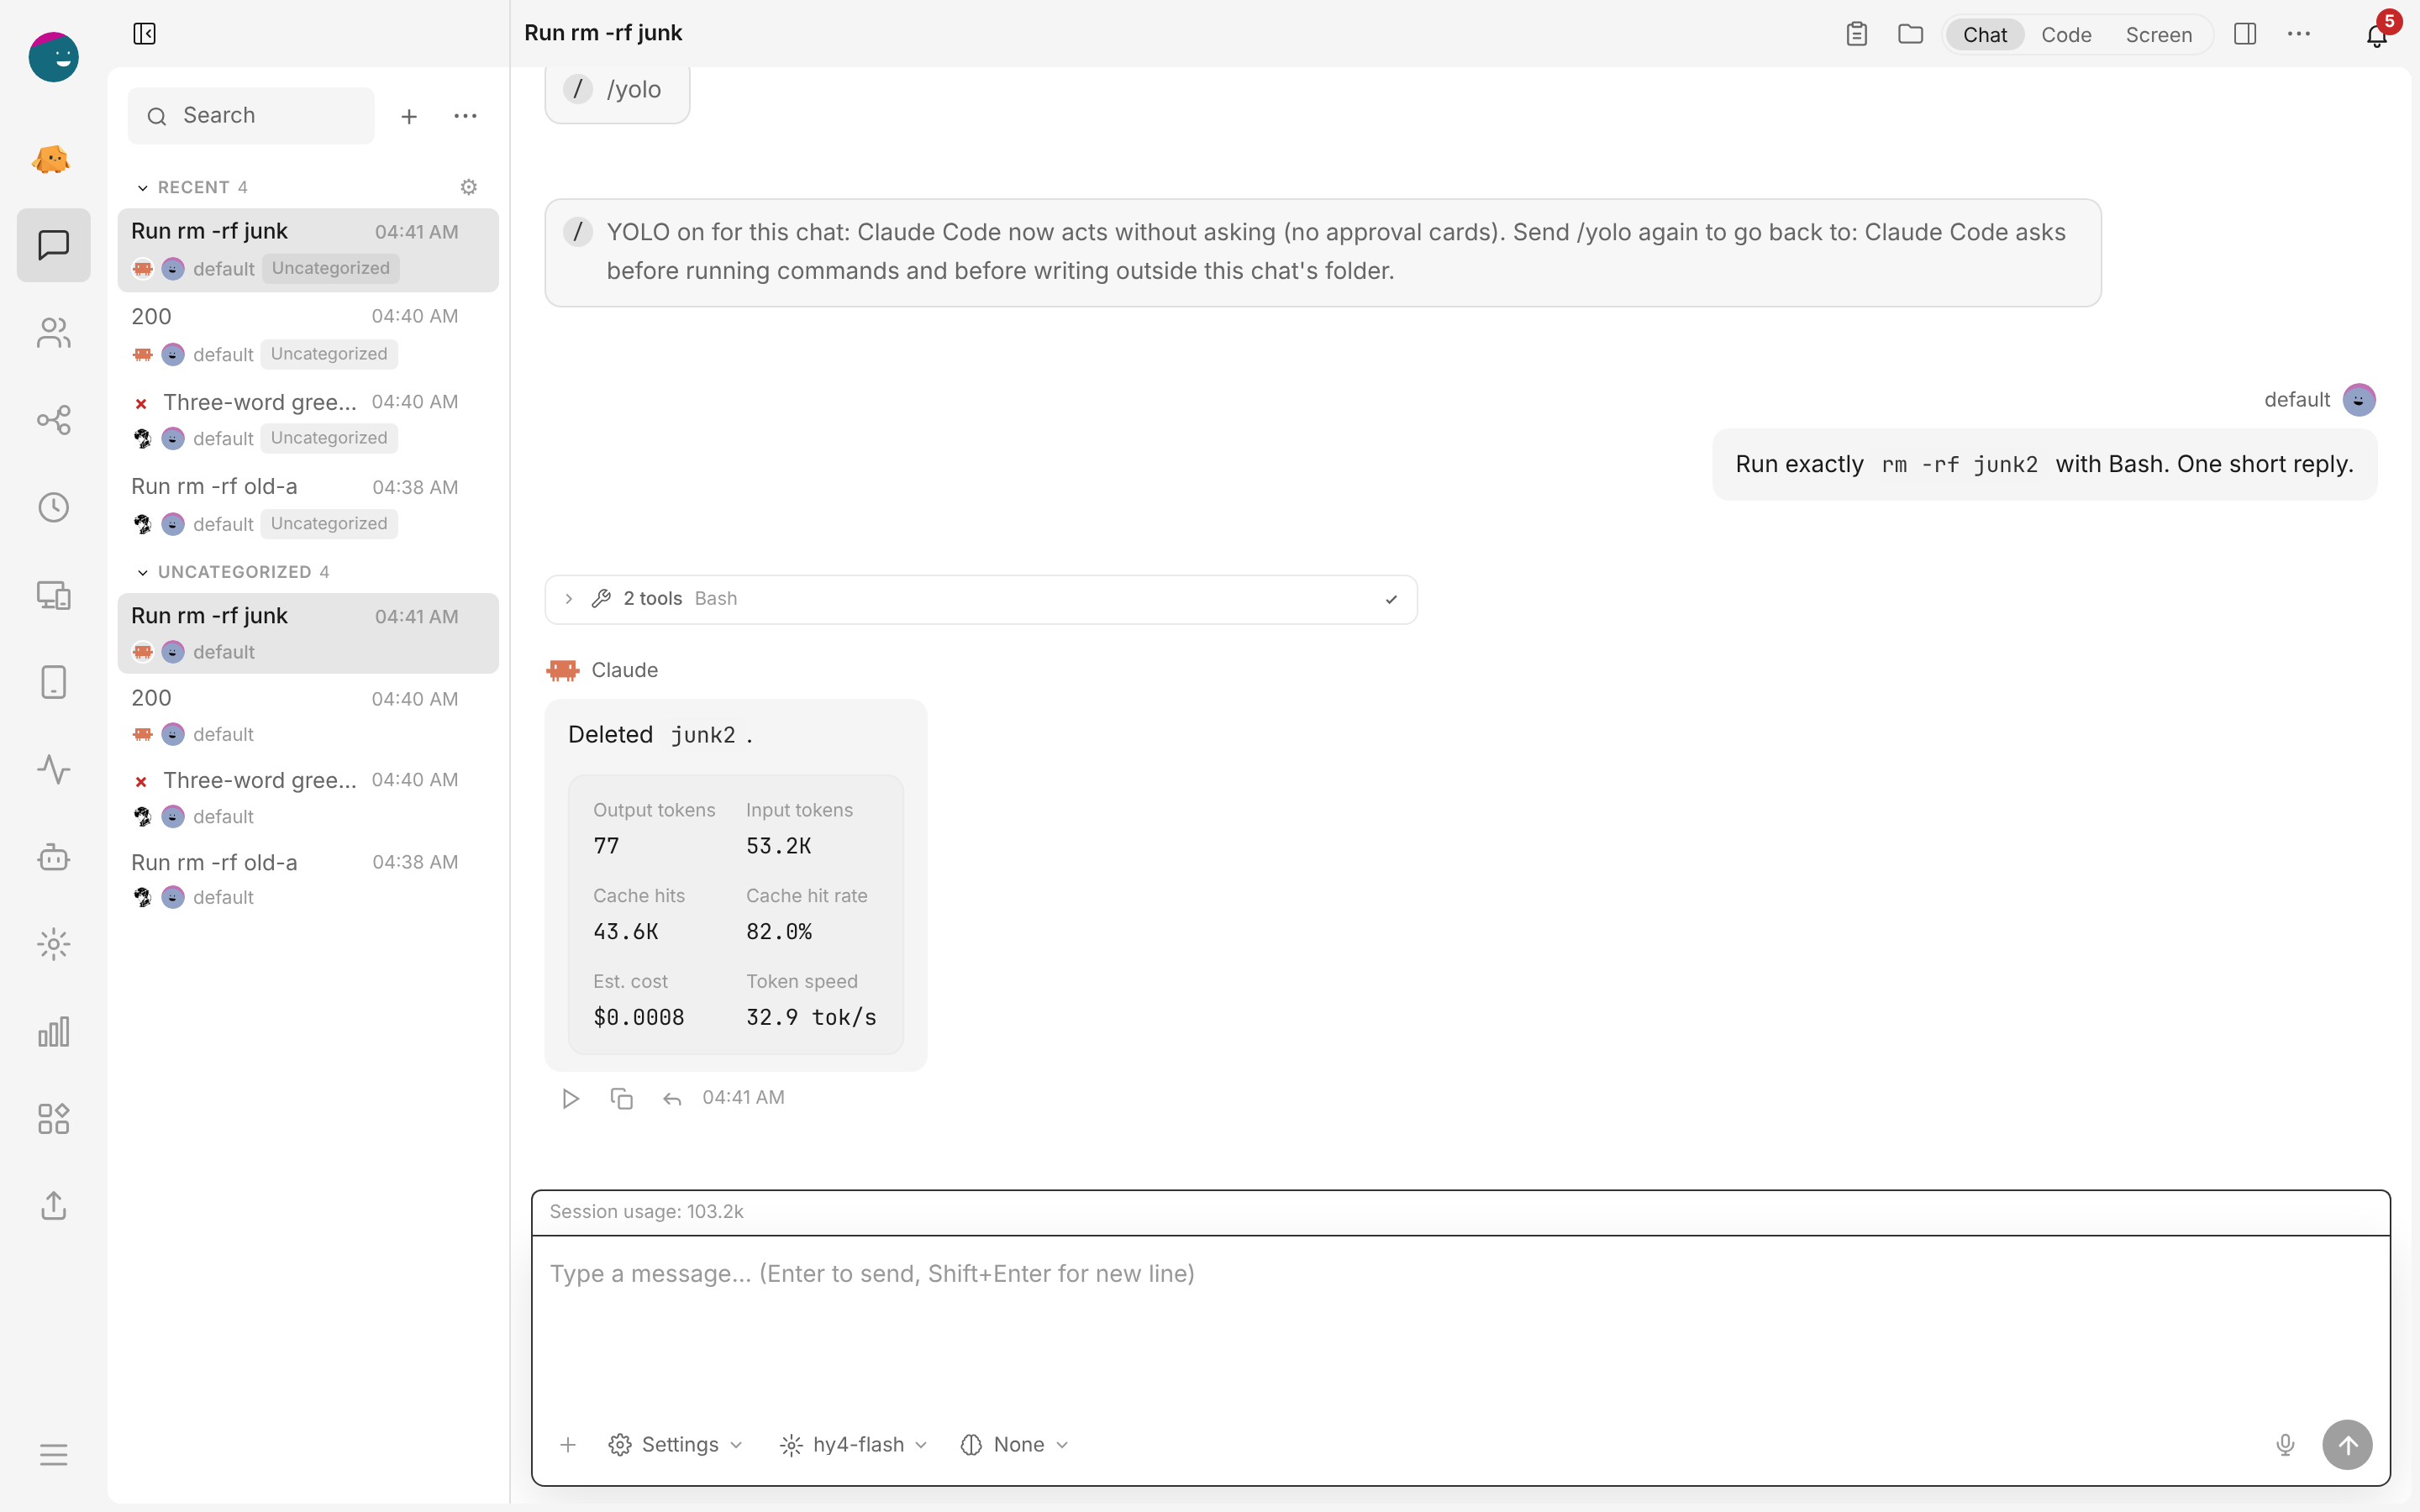 Run rm -rf junk
Chat
Code
Screen
5
Search
RECENT 4
Run rm -rf junk
04:41 AM
default
Uncategorized
200
04:40 AM
default
Uncategorized
Three-word gree...
04:40 AM
default
Uncategorized
Run rm -rf old-a
04:38 AM
default
Uncategorized
UNCATEGORIZED 4
Run rm -rf junk
04:41 AM
default
200
04:40 AM
default
Three-word gree...
04:40 AM
default
Run rm -rf old-a
04:38 AM
default
/ /yolo
/ YOLO on for this chat: Claude Code now acts without asking (no approval cards). Send /yolo again to go back to: Claude Code asks
before running commands and before writing outside this chat's folder.
default
Run exactly rm -rf junk2 with Bash. One short reply.
2 tools Bash
Claude
Deleted junk2 .
Output tokens
Input tokens
77
53.2K
Cache hits
Cache hit rate
43.6K
82.0%
Est. cost
Token speed
$0.0008
32.9 tok/s
04:41 AM
Session usage: 103.2k
Type a message... (Enter to send, Shift+Enter for new line)
Settings
hy4-flash
None